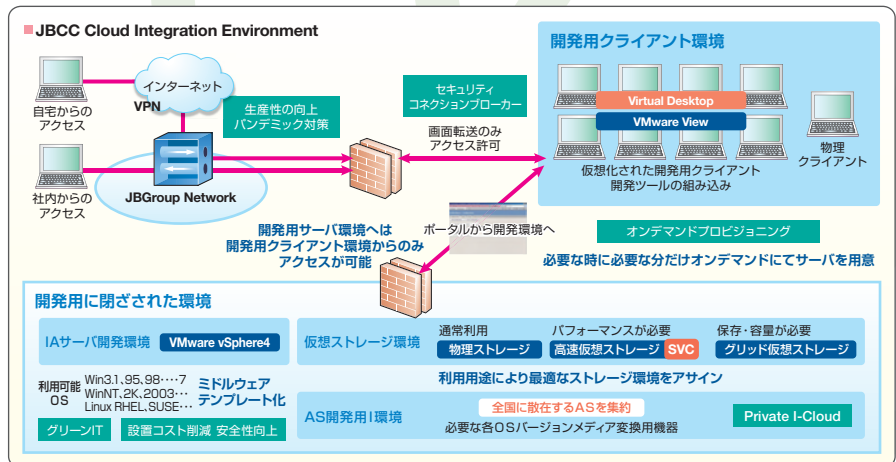 ■JBCC Cloud Integration Environment
自宅からの
アクセス
インターネット
VPN
生産性の向上
パンデミック対策
社内からの
アクセス
JBGroup Network
セキュリティ
コネクションブローカー
画面転送のみ
アクセス許可
開発用クライアント環境
Virtual Desktop
VMware View
仮想化された開発用クライアント
開発ツールの組み込み
物理
クライアント
開発用サーバ環境へは
開発用クライアント環境からのみ
アクセスが可能
ポータルから開発環境へ
オンデマンドプロビジョニング
必要な時に必要な分だけオンデマンドにてサーバを用意
開発用に閉ざされた環境
IAサーバ開発環境 VMware vSphere4
利用可能
OS
Win3.1､95､98‥‥7
WinNT､2K､2003…
Linux RHEL､SUSE…
ミドルウェア
テンプレート化
グリーンIT
設置コスト削減 安全性向上
仮想ストレージ環境
通常利用
物理ストレージ
パフォーマンスが必要
高速仮想ストレージ SVC
保存・容量が必要
グリッド仮想ストレージ
利用用途により最適なストレージ環境をアサイン
AS開発用I環境
全国に散在するASを集約
必要な各OSバージョンメディア変換用機器
Private I-Cloud